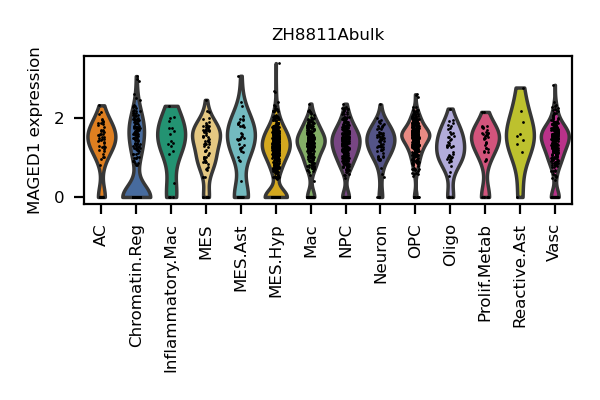 ZH8811Abulk
MAGED1 expression
2
0
AC
Chromatin.Reg
Inflammatory.Mac
MES
MES.Ast
MES.Hyp
Mac
NPC
Neuron
OPC
Oligo
Prolif.Metab
Reactive.Ast
Vasc